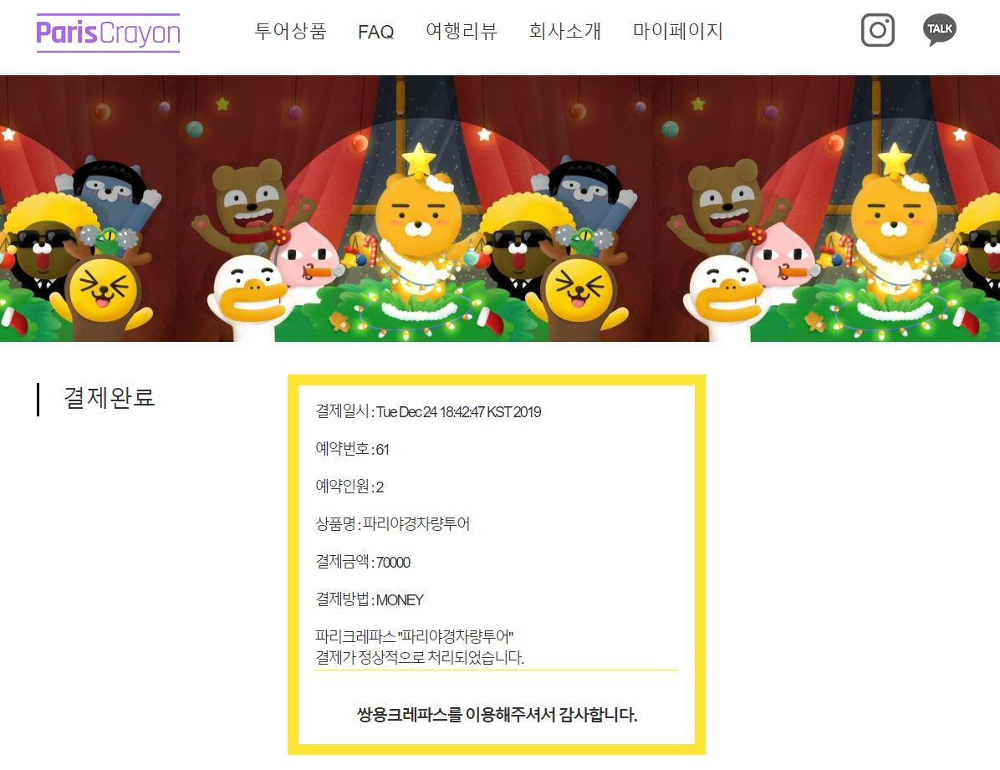 ParisCrayon
투어상품 FAQ 여행리뷰 회사소개 마이페이지
TALK
결제완료
결제일시 : Tue Dec 24 18:42:47 KST 2019
예약번호 : 61
예약인원 : 2
상품명 : 파리야경차량투어
결제금액 : 70000
결제방법 : MONEY
파리크레파스 "파리야경차량투어"
결제가 정상적으로 처리되었습니다.
쌍용크레파스를 이용해주셔서 감사합니다.